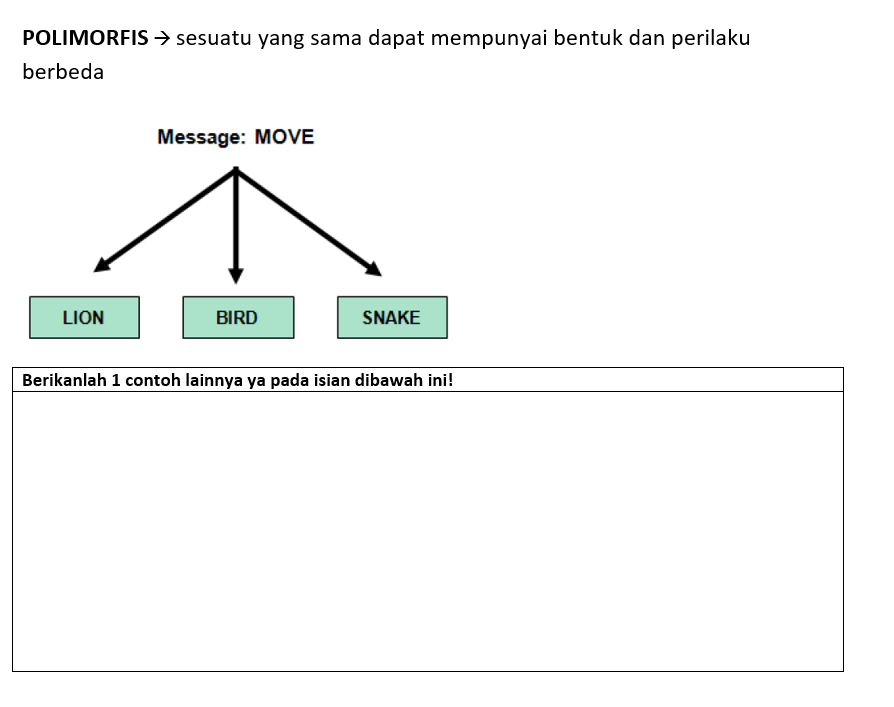 POLIMORFIS → sesuatu yang sama dapat mempunyai bentuk dan perilaku
berbeda
Message: MOVE
LION
BIRD
SNAKE
Berikanlah 1 contoh lainnya ya pada isian dibawah ini!